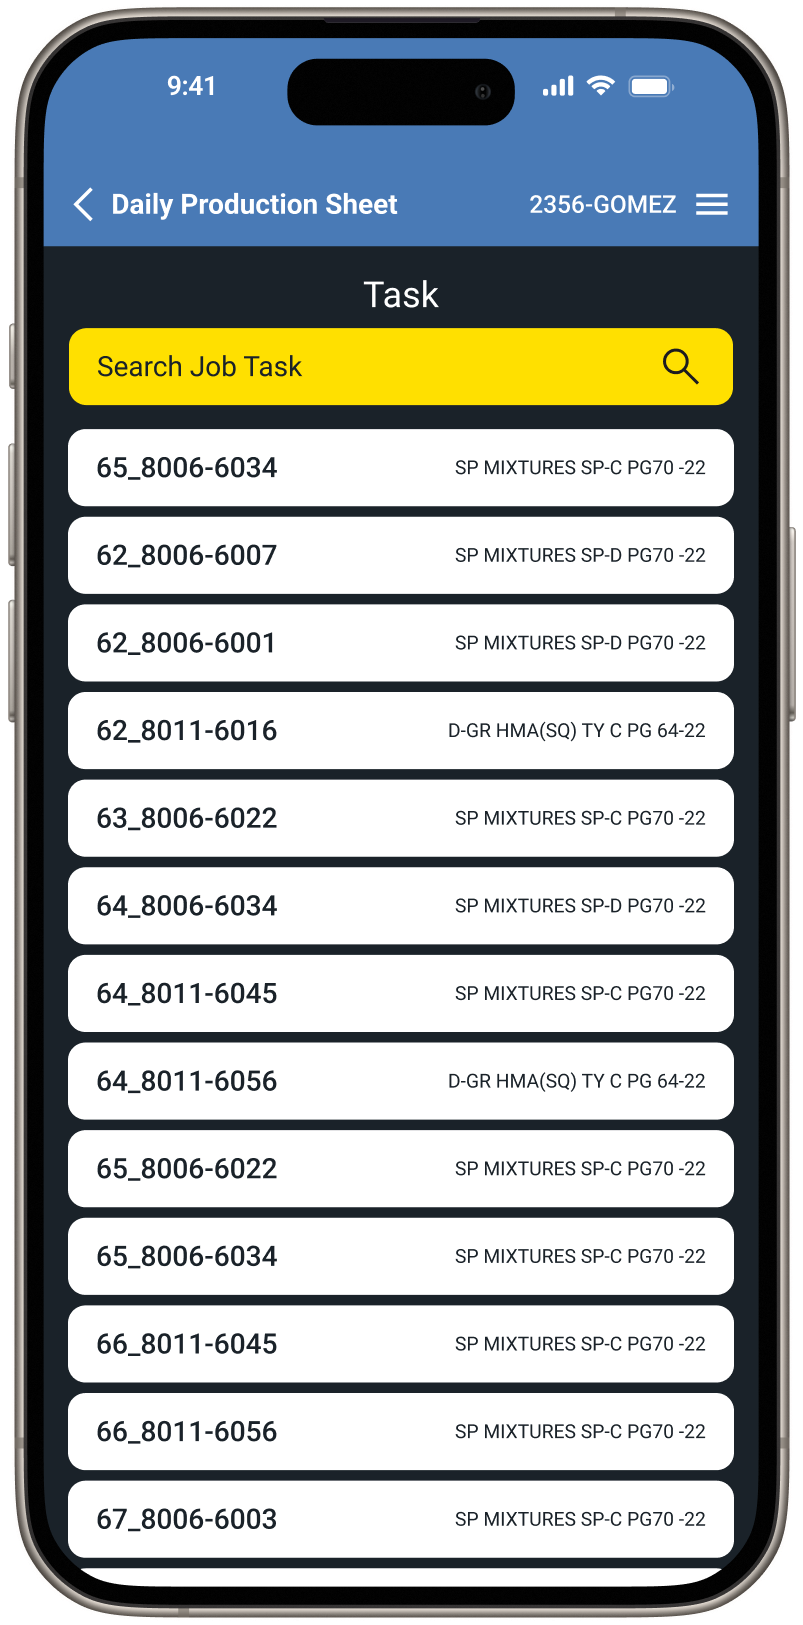 9:41
Daily Production Sheet 2356-GOMEZ
Task
Search Job Task
65_8006-6034 SP MIXTURES SP-C PG70 -22
62_8006-6007 SP MIXTURES SP-D PG70 -22
62_8006-6001 SP MIXTURES SP-D PG70 -22
62_8011-6016 D-GR HMA(SQ) TY C PG 64-22
63_8006-6022 SP MIXTURES SP-C PG70 -22
64_8006-6034 SP MIXTURES SP-D PG70 -22
64_8011-6045 SP MIXTURES SP-C PG70 -22
64_8011-6056 D-GR HMA(SQ) TY C PG 64-22
65_8006-6022 SP MIXTURES SP-C PG70 -22
65_8006-6034 SP MIXTURES SP-C PG70 -22
66_8011-6045 SP MIXTURES SP-C PG70 -22
66_8011-6056 SP MIXTURES SP-C PG70 -22
67_8006-6003 SP MIXTURES SP-C PG70 -22